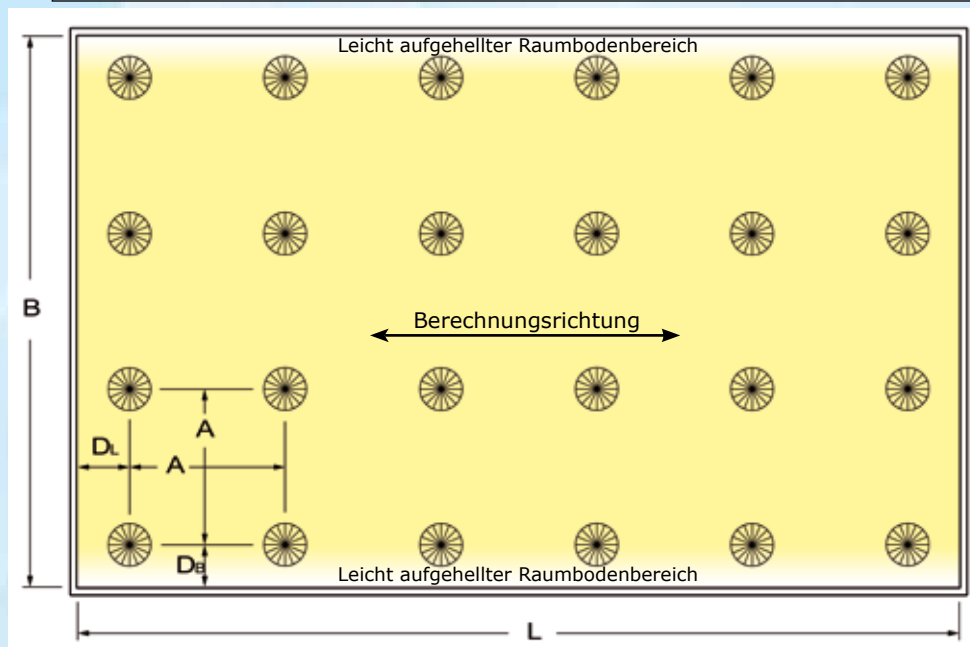 Leicht aufgehellter Raumbodenbereich
B
Berechnungsrichtung
A
DL
A
DB
Leicht aufgehellter Raumbodenbereich
L